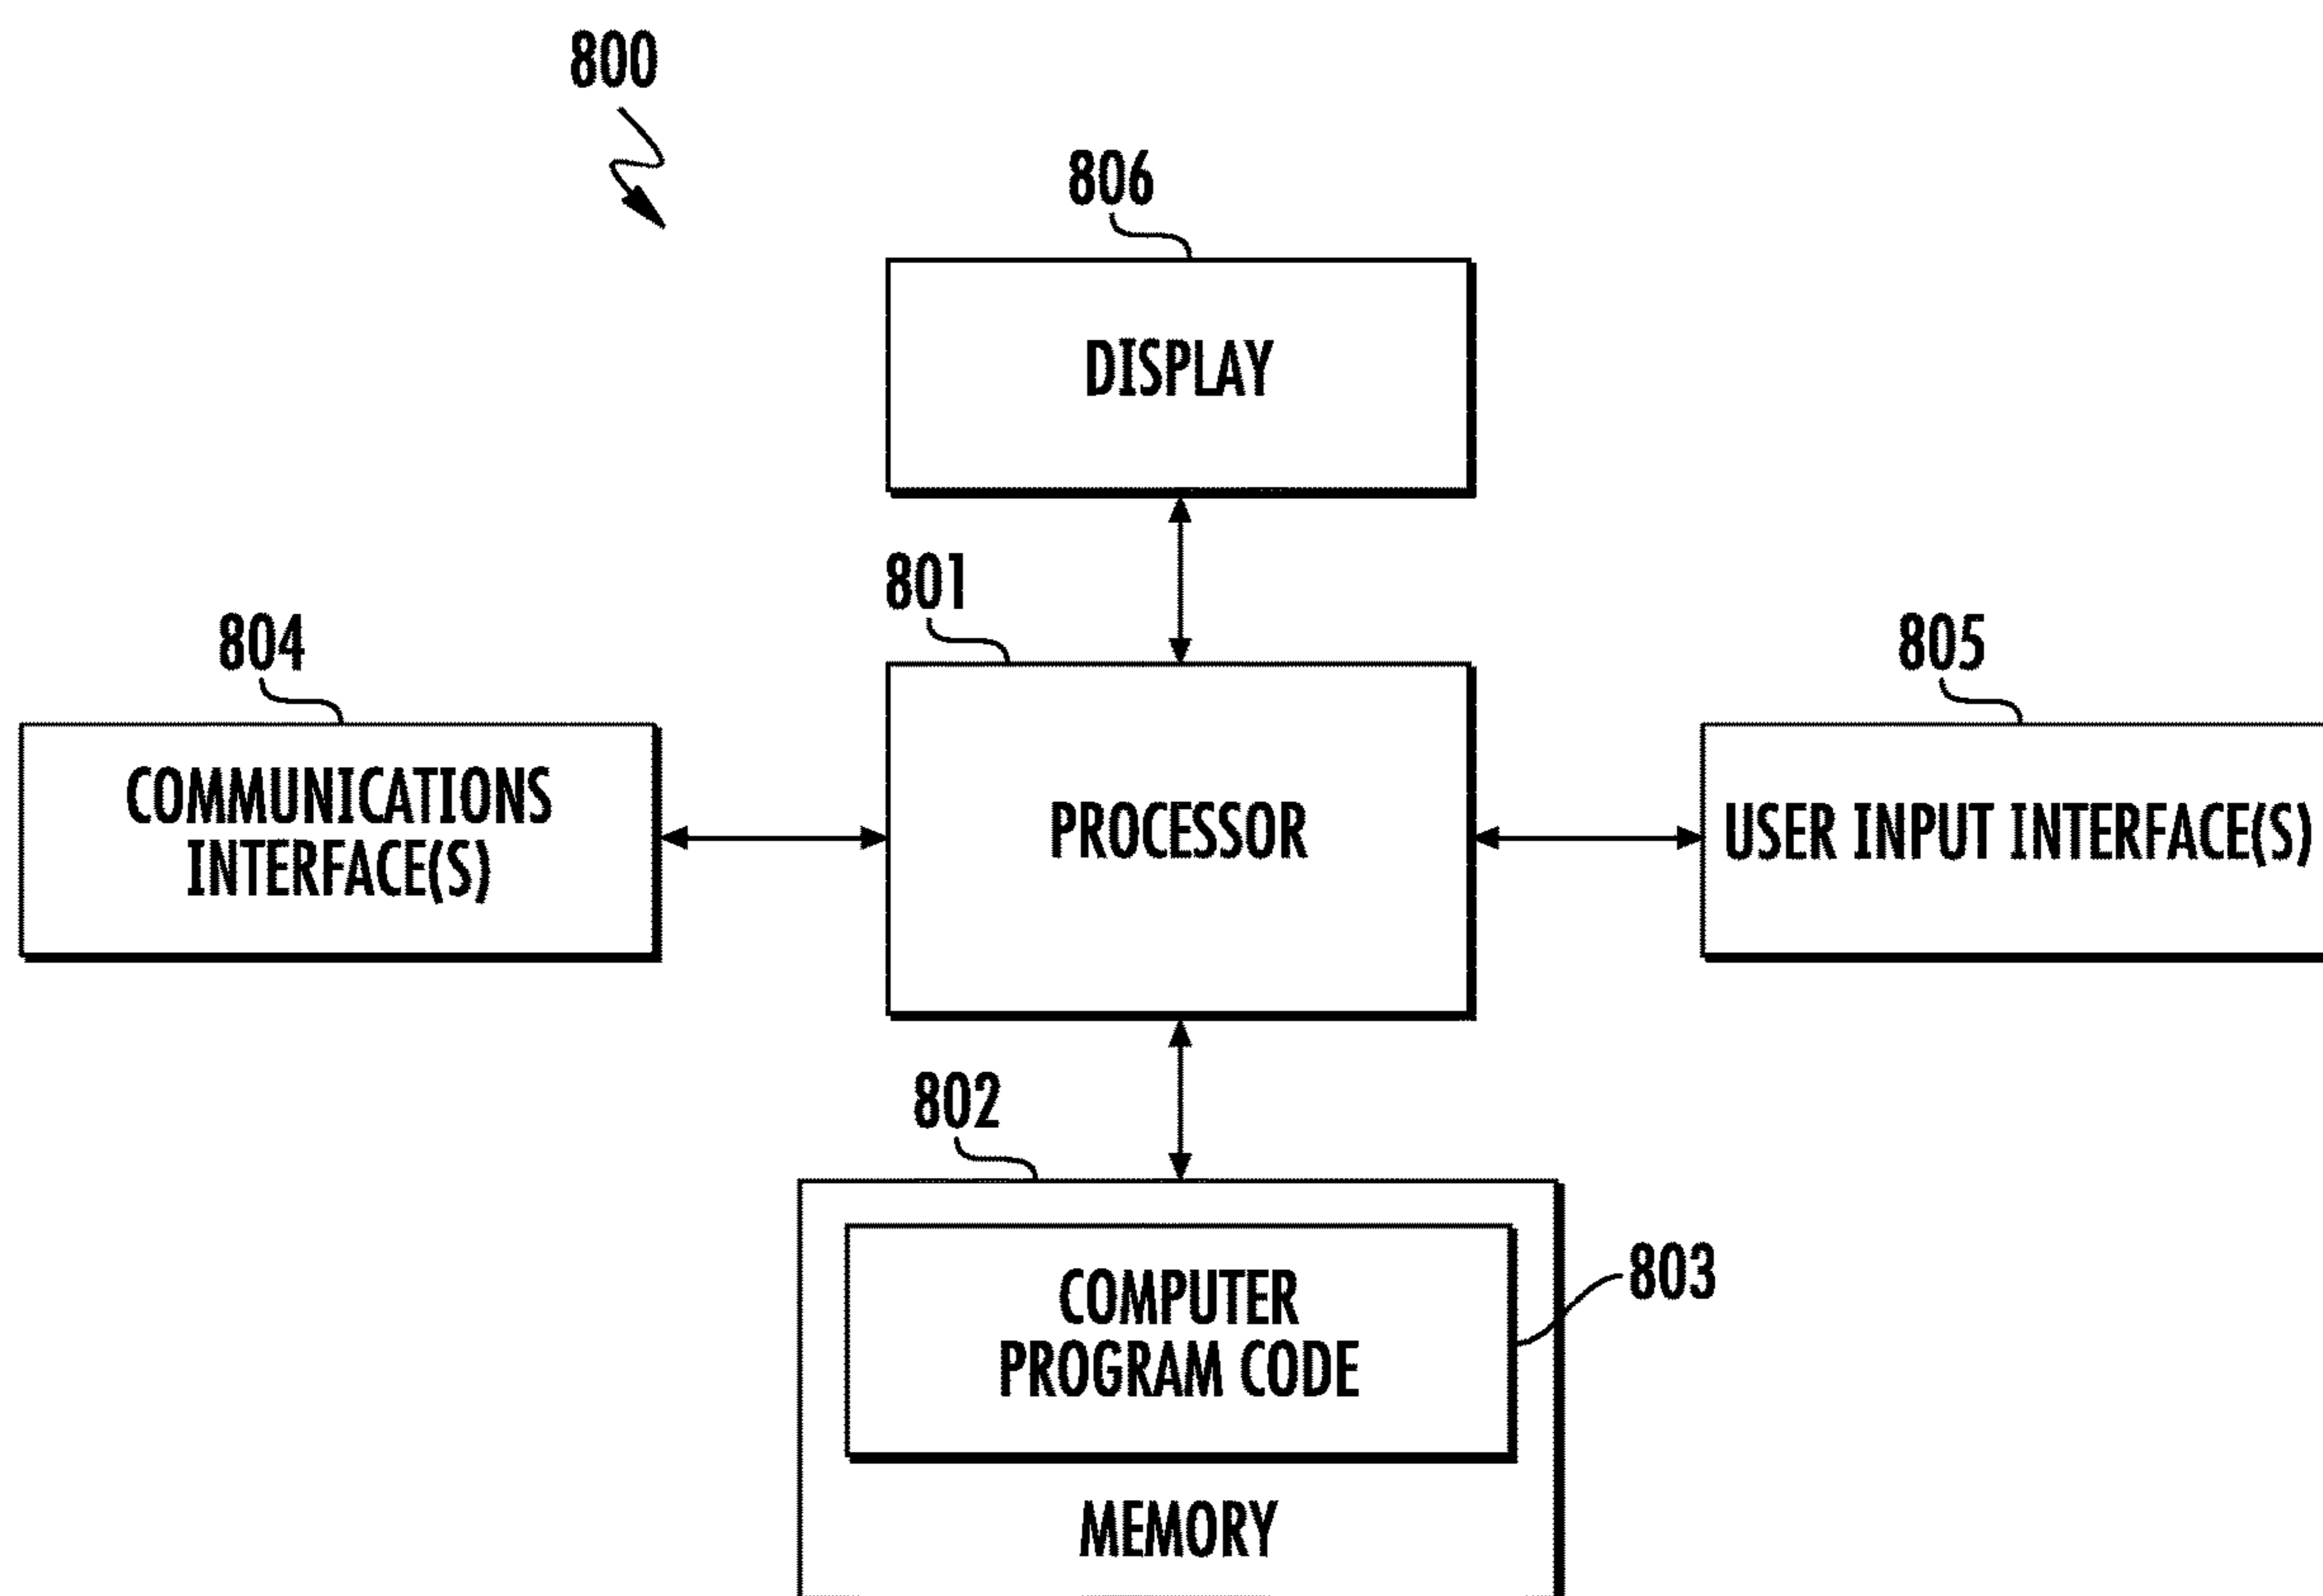 800
806
DISPLAY
801
804
805
COMMUNICATIONS
INTERFACE(S)
PROCESSOR
USER INPUT INTERFACE(S)
802
803
COMPUTER
PROGRAM CODE
MEMORY